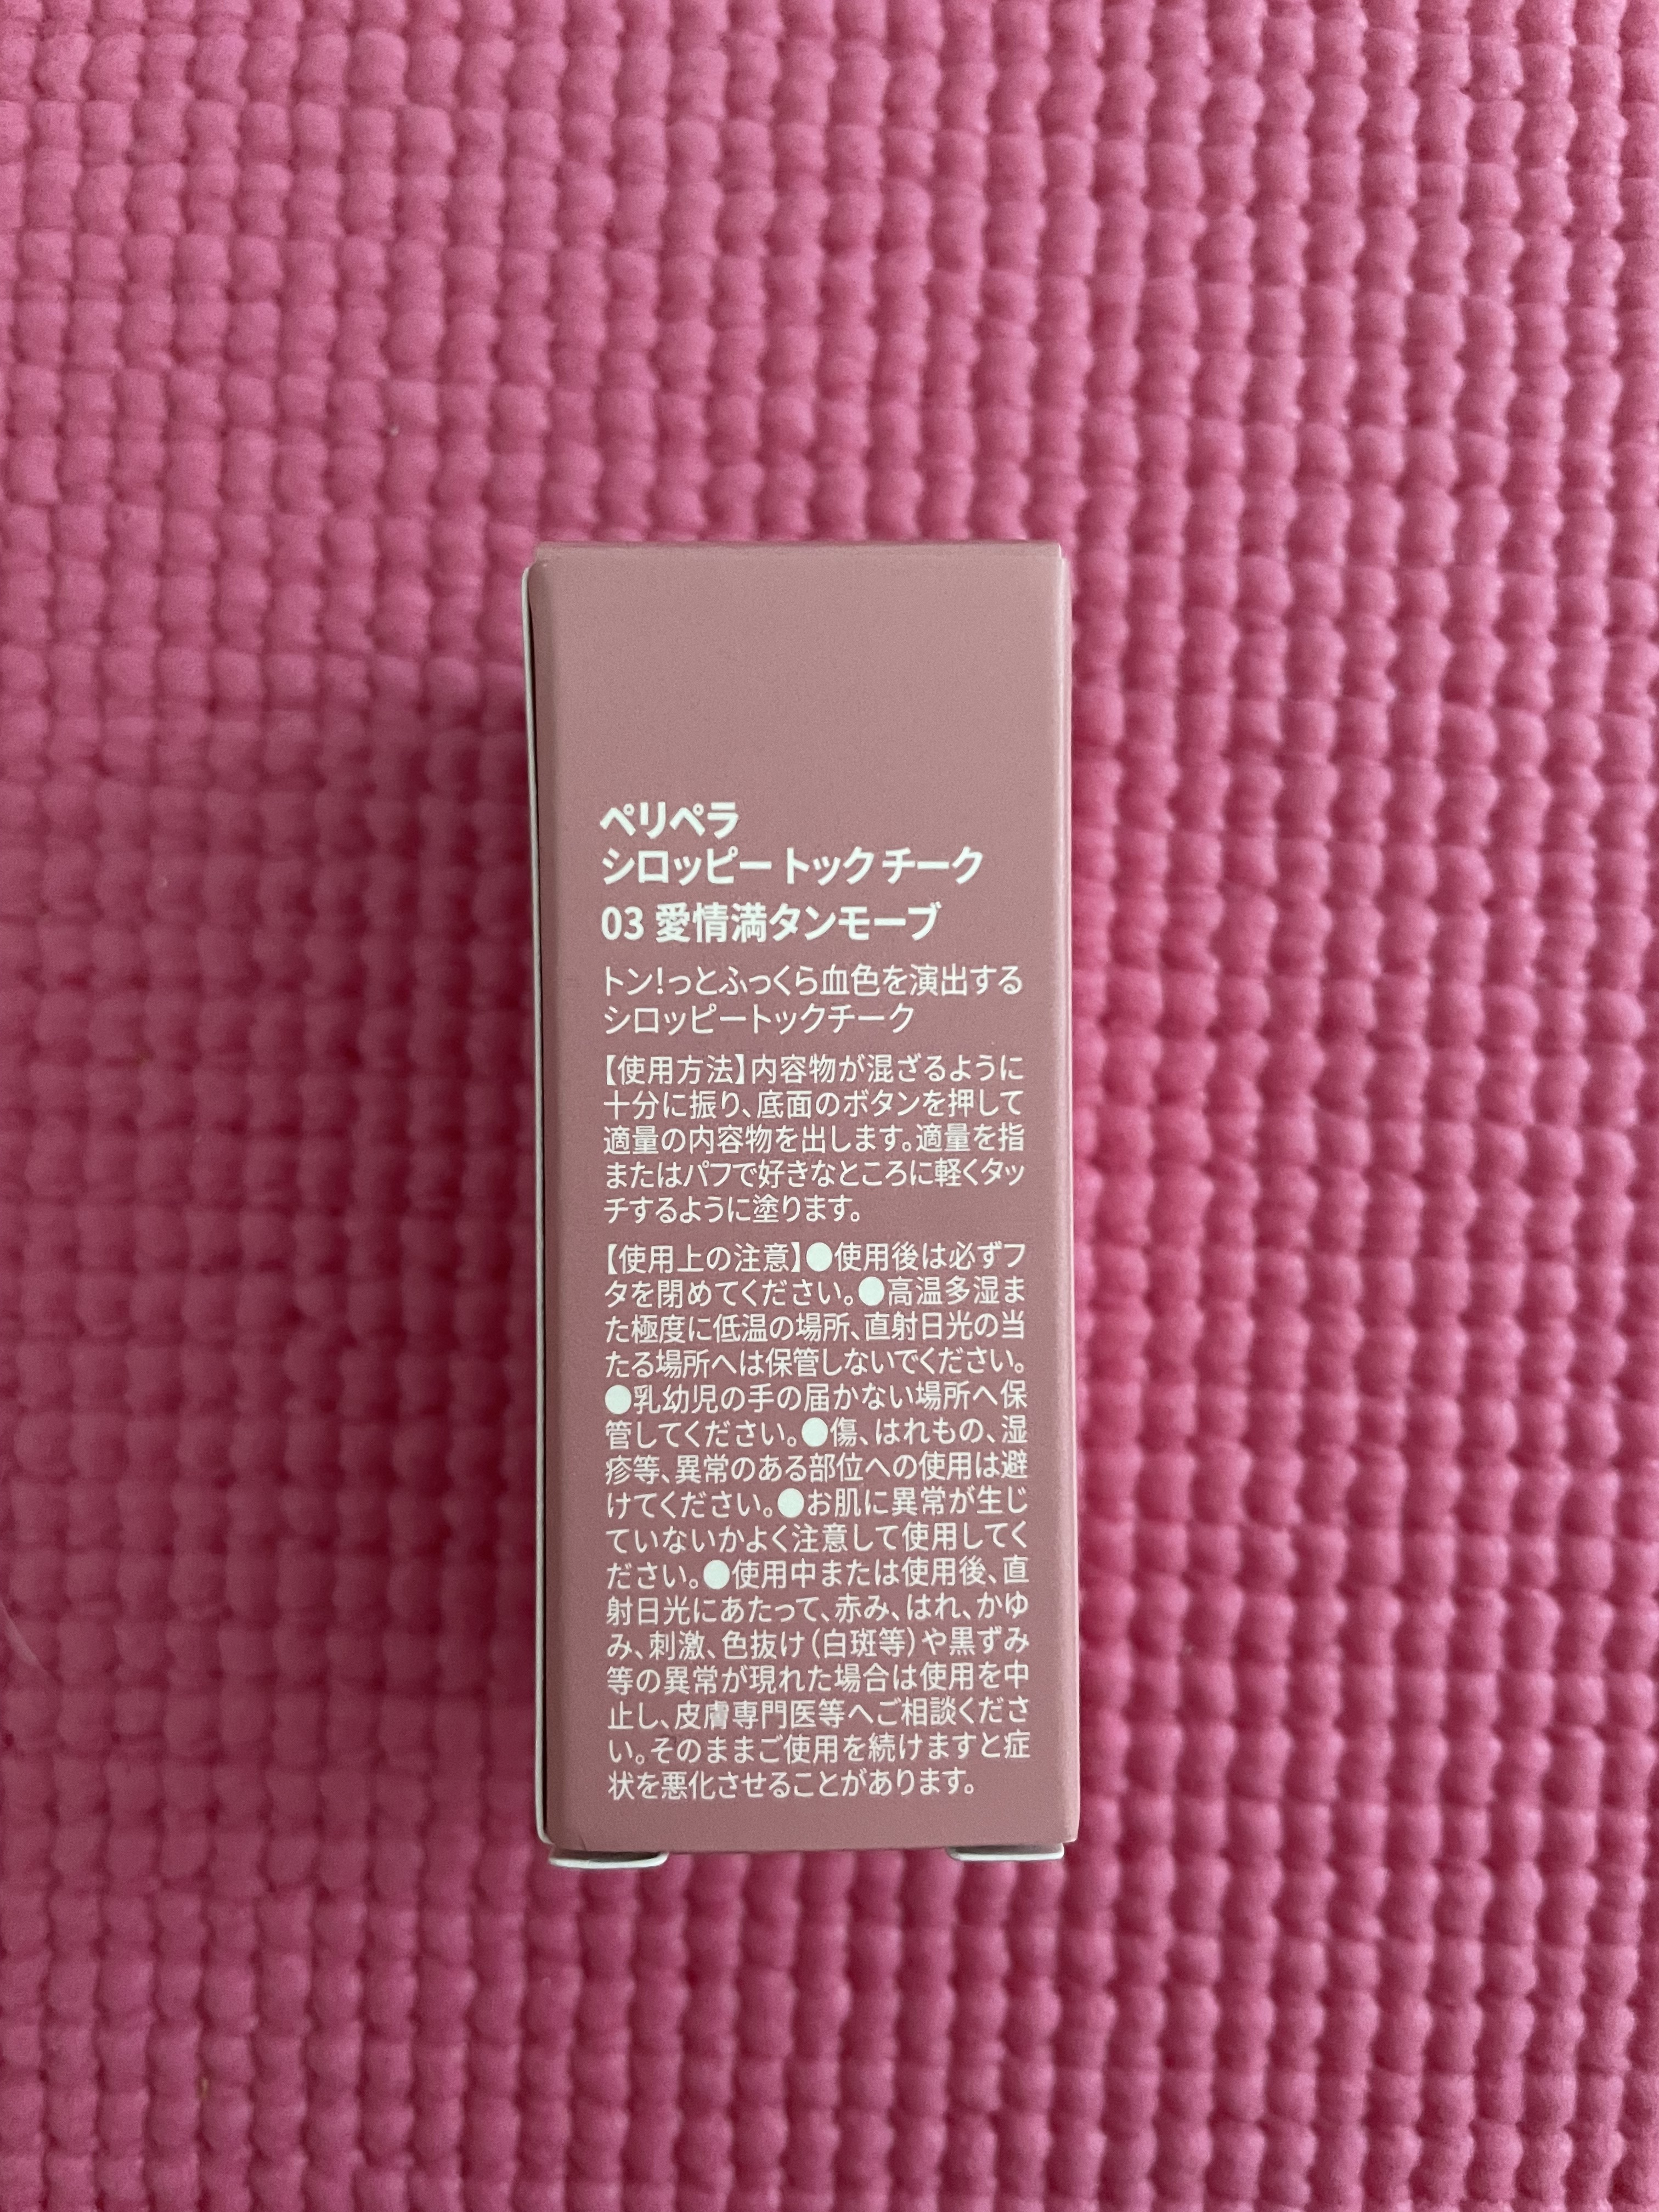 ペリペラ
シロッピー トック チーク
03 愛情満タンモーブ
トン!っとふっくら血色を演出する
シロッピートックチーク
【使用方法】内容物が混ざるように
十分に振り、底面のボタンを押して
適量の内容物を出します。適量を指
またはパフで好きなところに軽くタッ
チするように塗ります。
【使用上の注意】●使用後は必ずフ
タを閉めてください。●高温多湿ま
た極度に低温の場所、直射日光の当
たる場所へは保管しないでください。
●乳幼児の手の届かない場所へ保
管してください。●傷、はれもの、湿
疹等、異常のある部位への使用は避
けてください。●お肌に異常が生じ
ていないかよく注意して使用してく
ださい。●使用中または使用後、直
射日光にあたって、赤み、はれ、かゆ
み、刺激、色抜け（白斑等）や黒ずみ
等の異常が現れた場合は使用を中
止し、皮膚専門医等へご相談くださ
い。そのままご使用を続けますと症
状を悪化させることがあります。